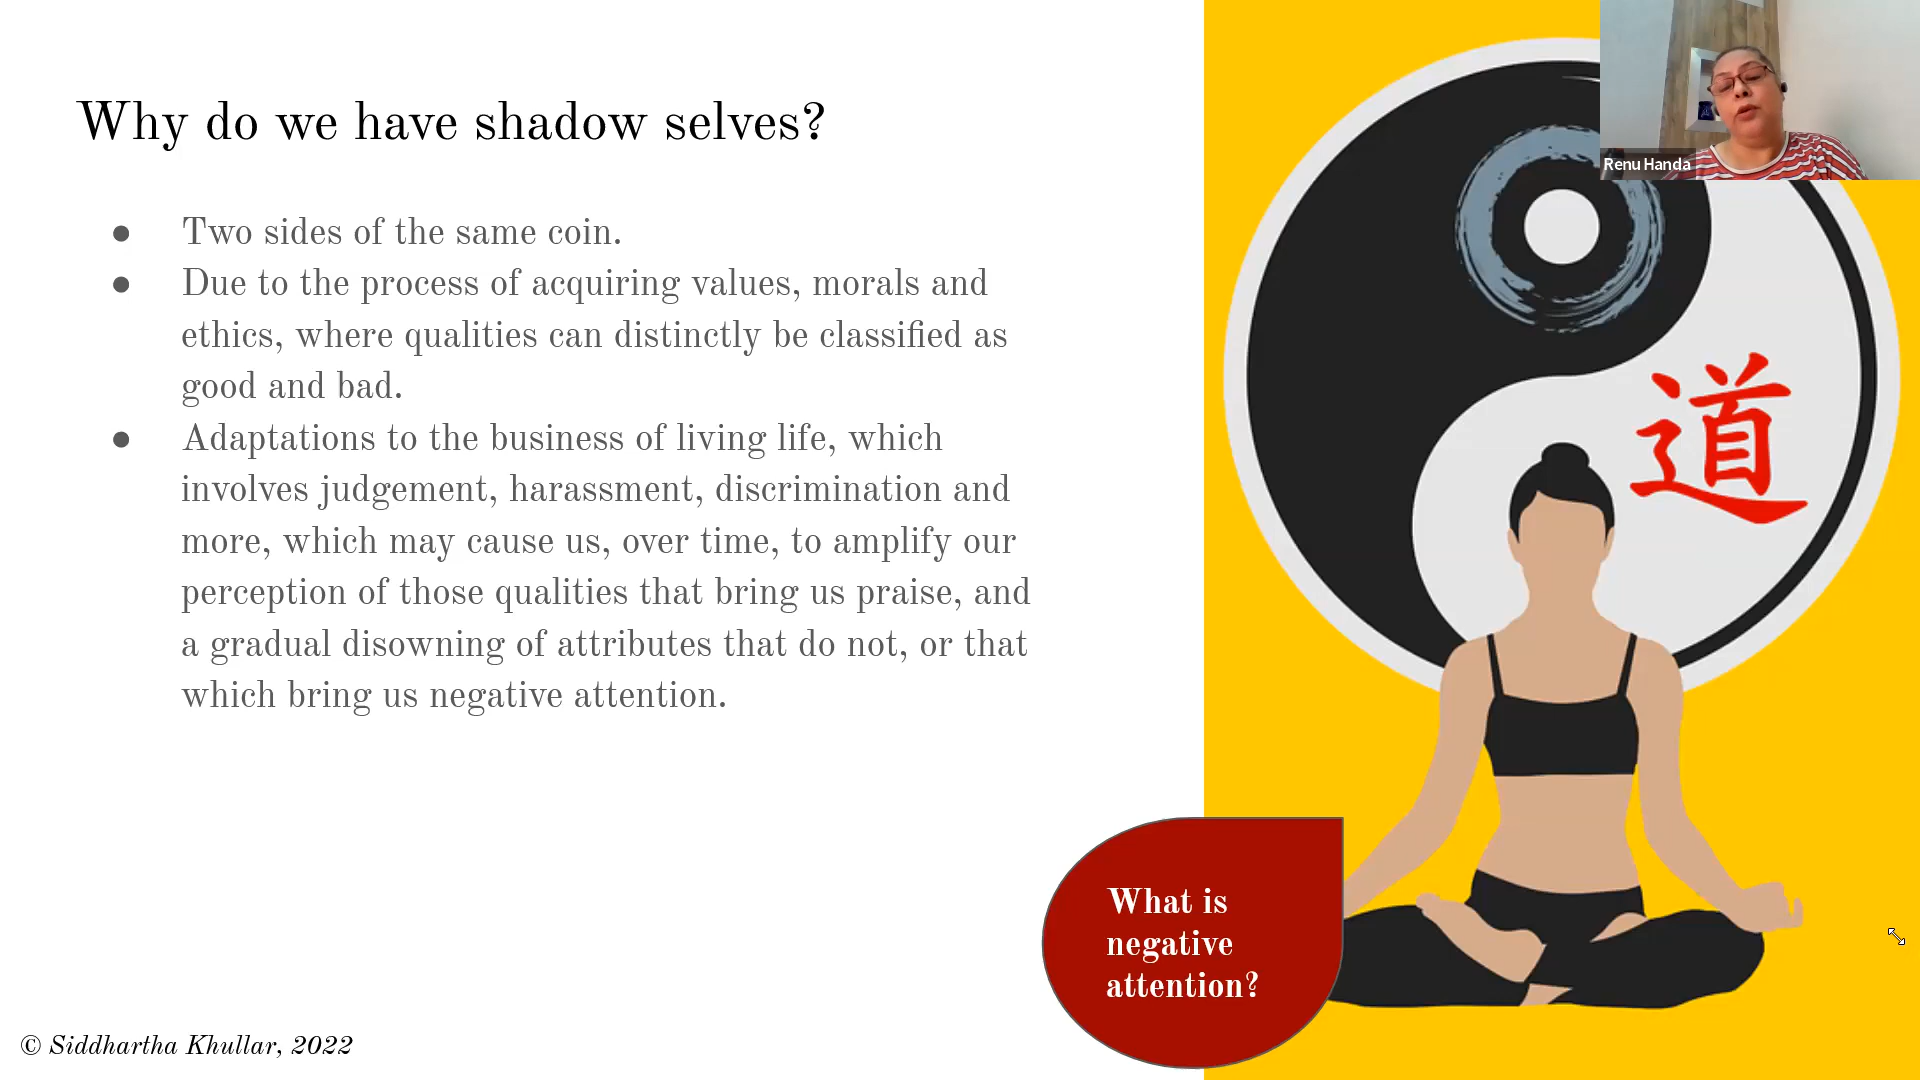 Why do we have shadow selves?
● Two sides of the same coin.
● Due to the process of acquiring values, morals and
ethics, where qualities can distinctly be classified as
good and bad.
● Adaptations to the business of living life, which
involves judgement, harassment, discrimination and
more, which may cause us, over time, to amplify our
perception of those qualities that bring us praise, and
a gradual disowning of attributes that do not, or that
which bring us negative attention.
Renu Handa
道
What is
negative
attention?
© Siddhartha Khullar, 2022